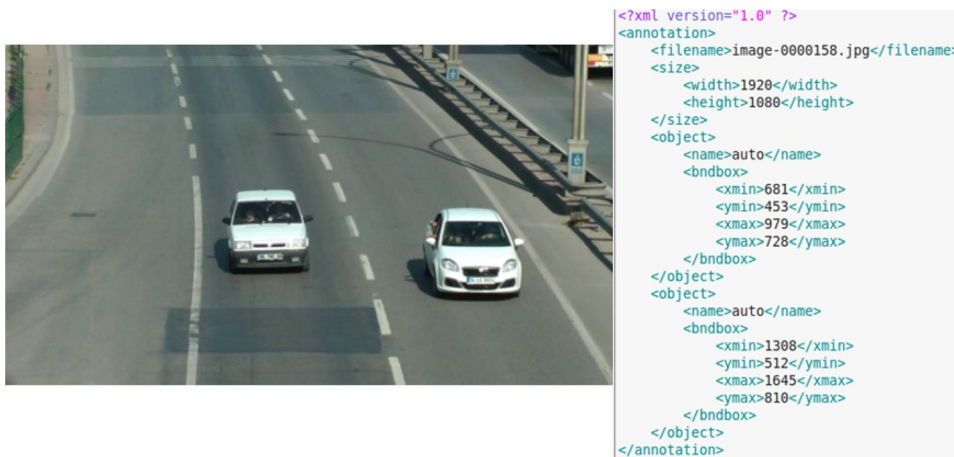 <?xml version="1.0" ?>
<annotation>
<filename>image-0000158.jpg</filename>
<size>
<width>1920</width>
<height>1080</height>
</size>
<object>
<name>auto</name>
<bndbox>
<xmin>681</xmin>
<ymin>453</ymin>
<xmax>979</xmax>
<ymax>728</ymax>
</bndbox>
</object>
<object>
<name>auto</name>
<bndbox>
<xmin>1308</xmin>
<ymin>512</ymin>
<xmax>1645</xmax>
<ymax>810</ymax>
</bndbox>
</object>
</annotation>